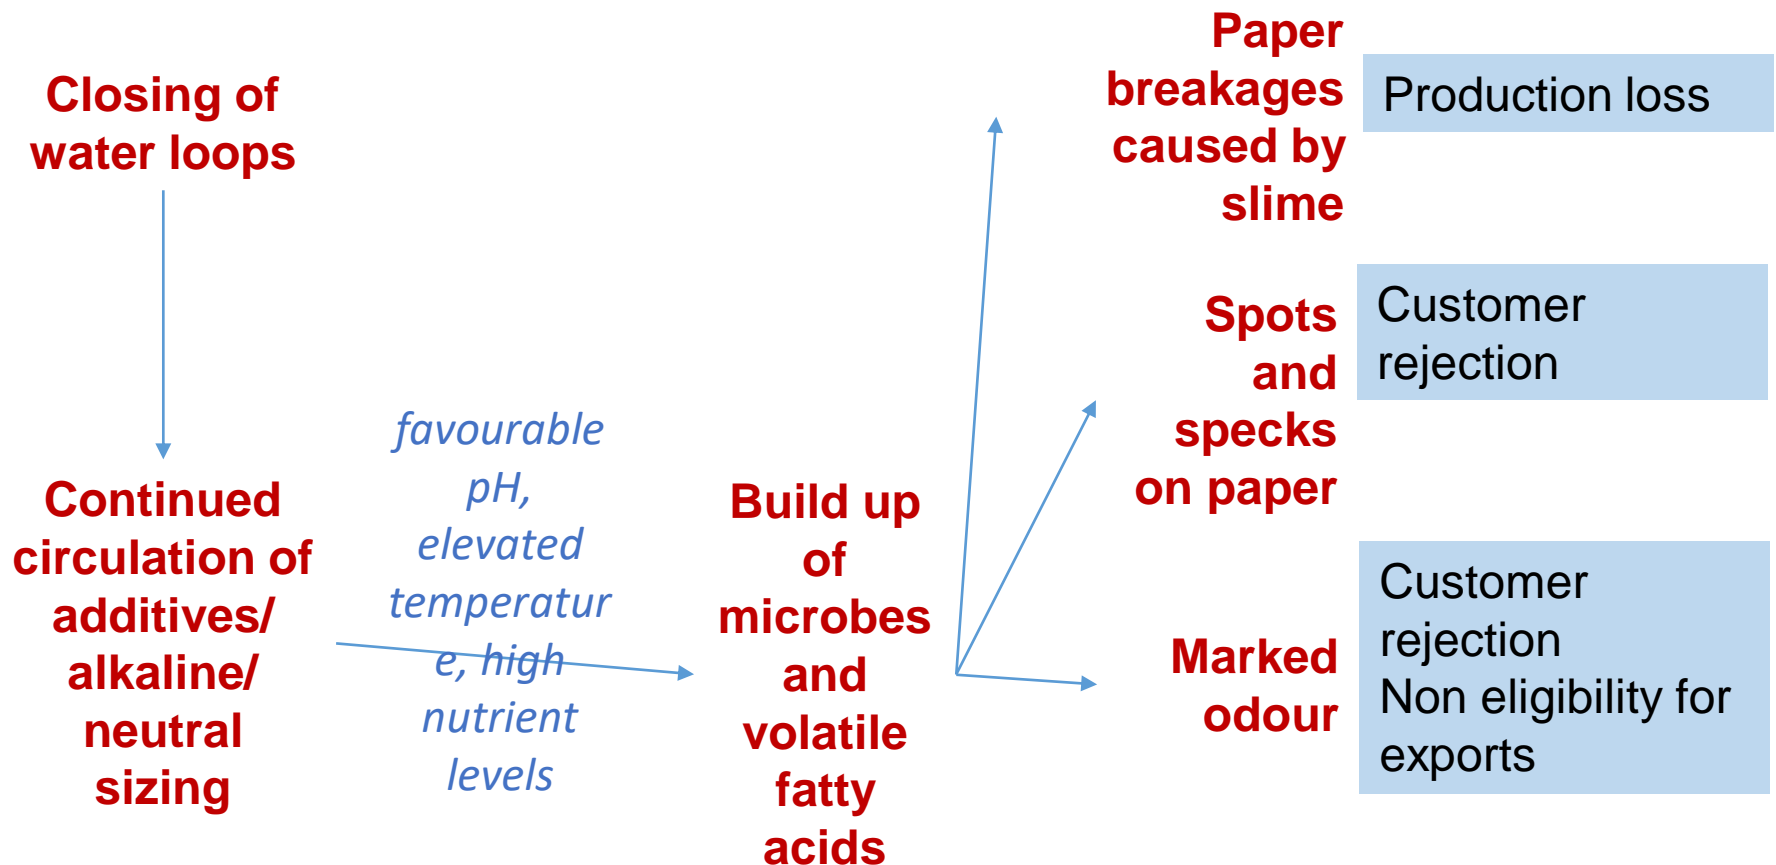 Closing of
water loops
Continued
circulation of
additives/
alkaline/
neutral
sizing
favourable
pH,
elevated
temperatur
e, high
nutrient
levels
Build up
of
microbes
and
volatile
fatty
acids
Paper
breakages
caused by
slime
Production loss
Spots
and
specks
on paper
Customer
rejection
Marked
odour
Customer
rejection
Non eligibility for
exports